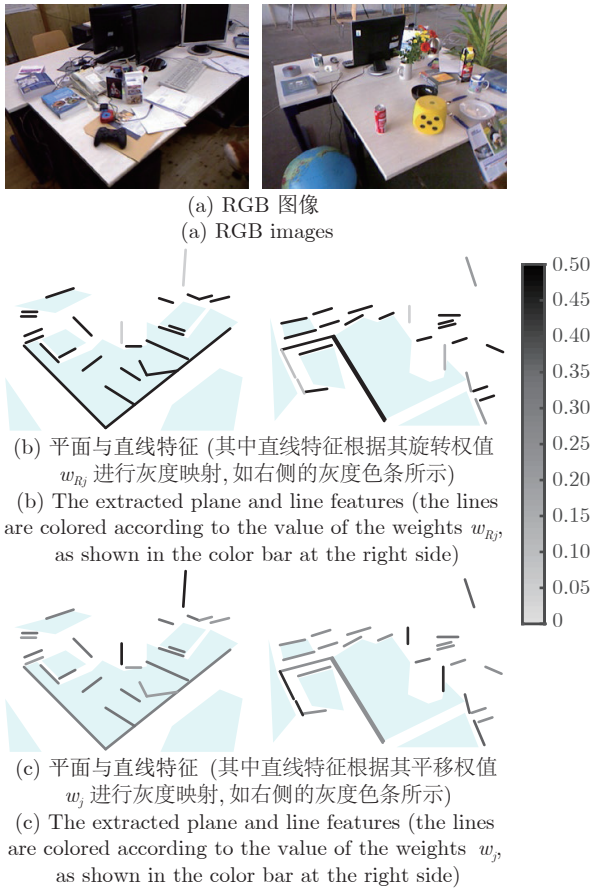 (a) RGB 图像
(a) RGB images
0.50
0.45
0.40
0.35
0.30
0.25
0.20
0.15
0.10
0.05
0
(b) 平面与直线特征 (其中直线特征根据其旋转权值
w_{Rj} 进行灰度映射, 如右侧的灰度色条所示)
(b) The extracted plane and line features (the lines
are colored according to the value of the weights w_{Rj},
as shown in the color bar at the right side)
(c) 平面与直线特征 (其中直线特征根据其平移权值
w_j 进行灰度映射, 如右侧的灰度色条所示)
(c) The extracted plane and line features (the lines
are colored according to the value of the weights w_j,
as shown in the color bar at the right side)